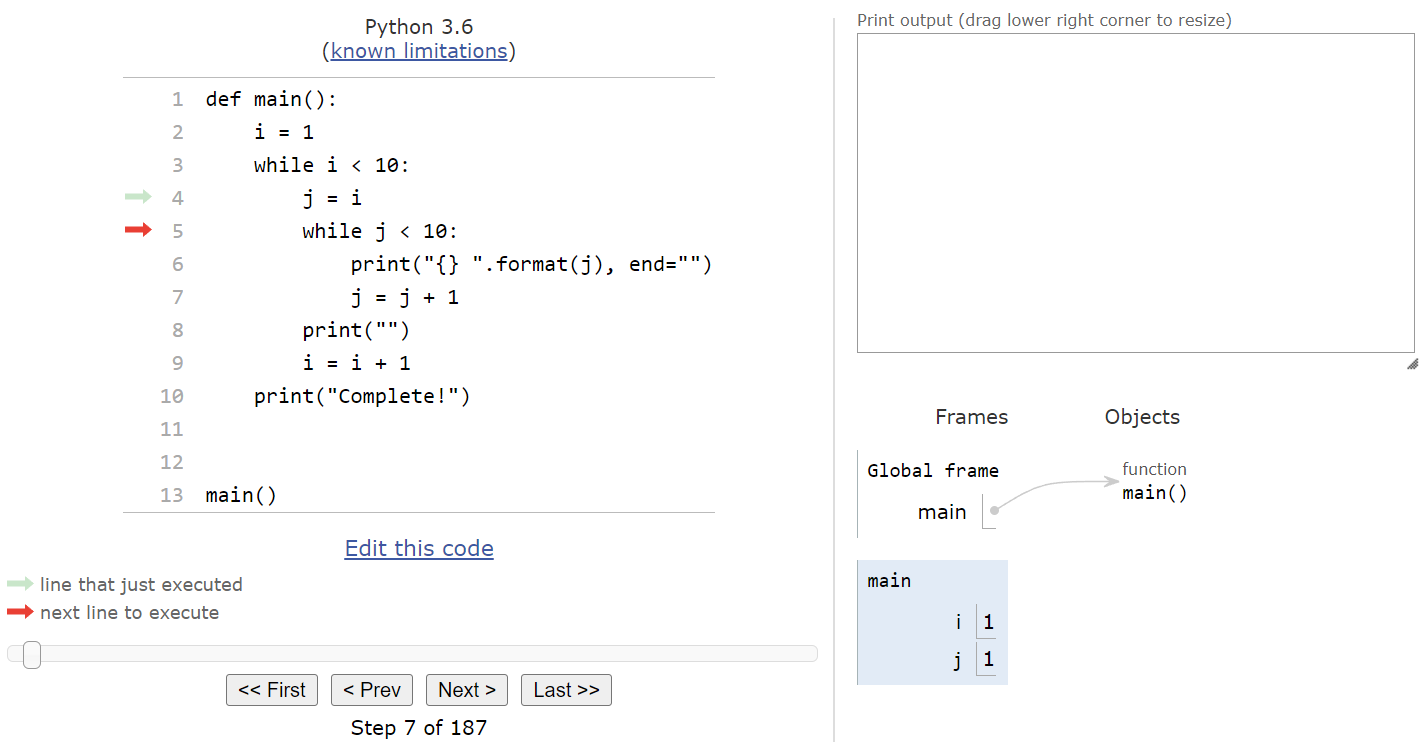 Python 3.6
(known limitations)
1 def main():
2     i = 1
3     while i < 10:
4         j = i
5         while j < 10:
6             print("{} ".format(j), end="")
7             j = j + 1
8         print("")
9         i = i + 1
10     print("Complete!")
11
12
13 main()
Edit this code
line that just executed
next line to execute
<< First < Prev Next > Last >>
Step 7 of 187
Print output (drag lower right corner to resize)
Frames Objects
Global frame
main
function
main()
main
i 1
j 1